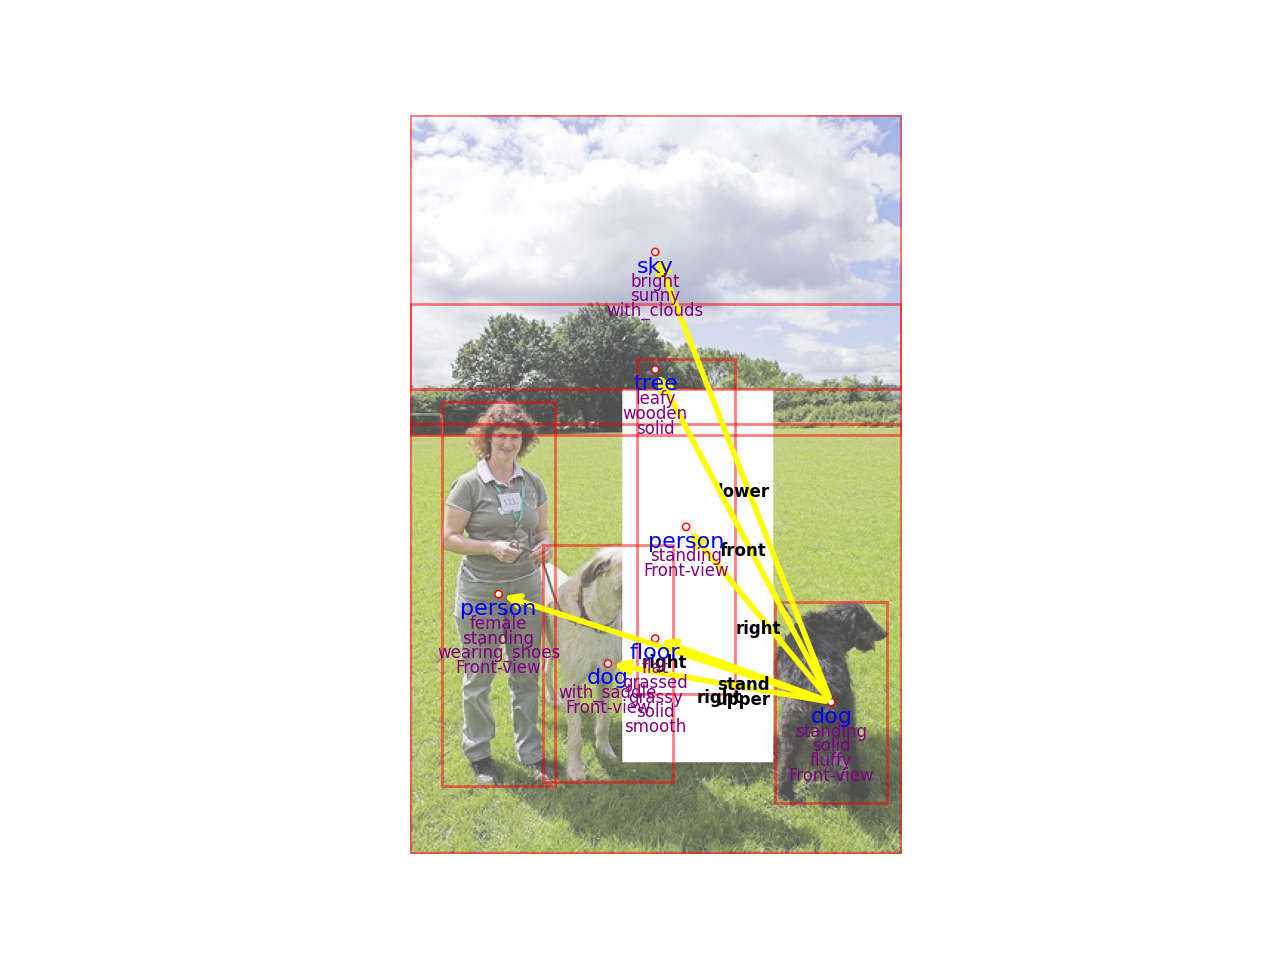 sky
bright
sunny
with_clouds
tree
leafy
wooden
solid
lower
person
standing
Front-view
front
person
female
standing
wearing_shoes
Front-view
right
floor
flat
grassed
grassy
solid
smooth
right
dog
with_saddle
Front-view
stand
right
upper
dog
standing
solid
fluffy
Front-view